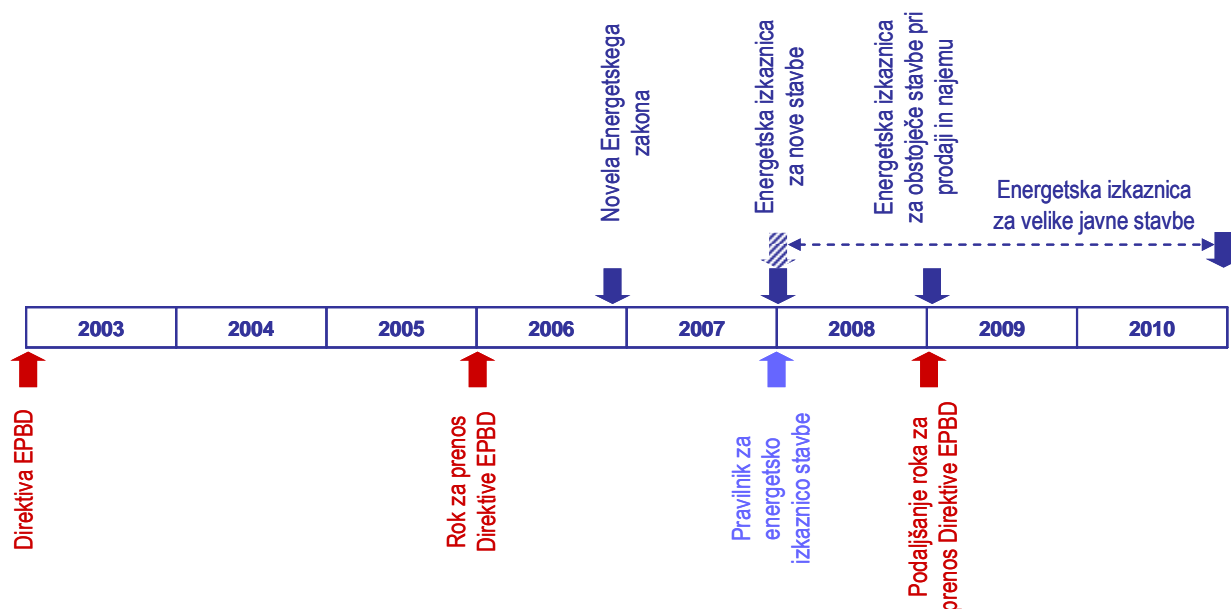 Novela Energetskega
zakona
Energetska izkaznica
za nove stavbe
Energetska izkaznica
za obstoječe stavbe pri
prodaji in najemu
Energetska izkaznica
za velike javne stavbe
2003
2004
2005
2006
2007
2008
2009
2010
Direktiva EPBD
Rok za prenos
Direktive EPBD
Pravilnik za
energetsko
izkaznico stavbe
Podaljšanje roka za
prenos Direktive EPBD